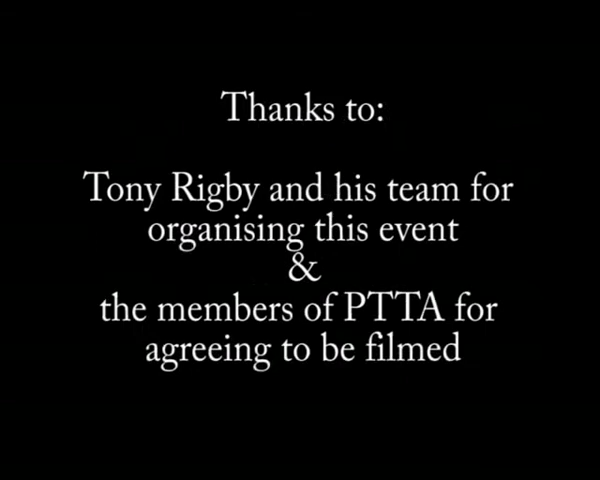 Thanks to:
Tony Rigby and his team for
organising this event
&
the members of PTTA for
agreeing to be filmed